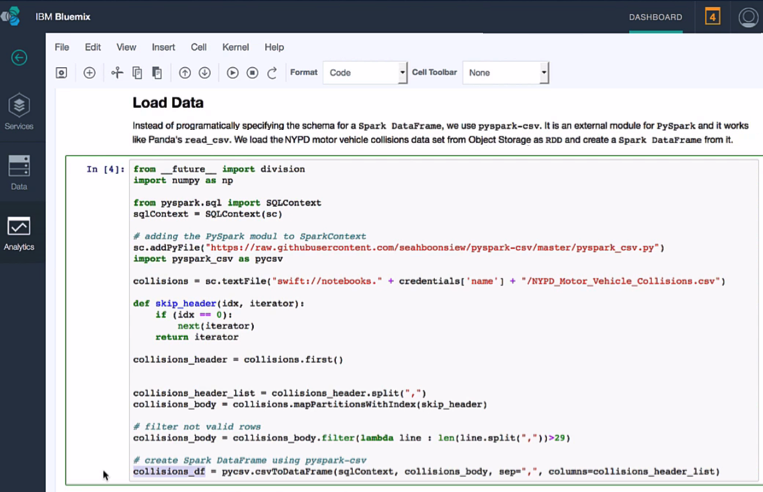 IBM Bluemix
DASHBOARD
4
File Edit View Insert Cell Kernel Help
Format Code Cell Toolbar None
Services
Data
Analytics
Load Data
Instead of programatically specifying the schema for a Spark DataFrame, we use pyspark-csv. It is an external module for PySpark and it works
like Panda's read_csv. We load the NYPD motor vehicle collisions data set from Object Storage as RDD and create a Spark DataFrame from it.
In [4]: from __future__ import division
import numpy as np
from pyspark.sql import SQLContext
sqlContext = SQLContext(sc)
# adding the PySpark modul to SparkContext
sc.addPyFile("https://raw.githubusercontent.com/seahboonsiew/pyspark-csv/master/pyspark_csv.py")
import pyspark_csv as pycsv
collisions = sc.textFile("swift://notebooks." + credentials['name'] + "/NYPD_Motor_Vehicle_Collisions.csv")
def skip_header(idx, iterator):
if (idx == 0):
next(iterator)
return iterator
collisions_header = collisions.first()
collisions_header_list = collisions_header.split(",")
collisions_body = collisions.mapPartitionsWithIndex(skip_header)
# filter not valid rows
collisions_body = collisions_body.filter(lambda line : len(line.split(","))>29)
# create Spark DataFrame using pyspark-csv
collisions_df = pycsv.csvToDataFrame(sqlContext, collisions_body, sep=",", columns=collisions_header_list)